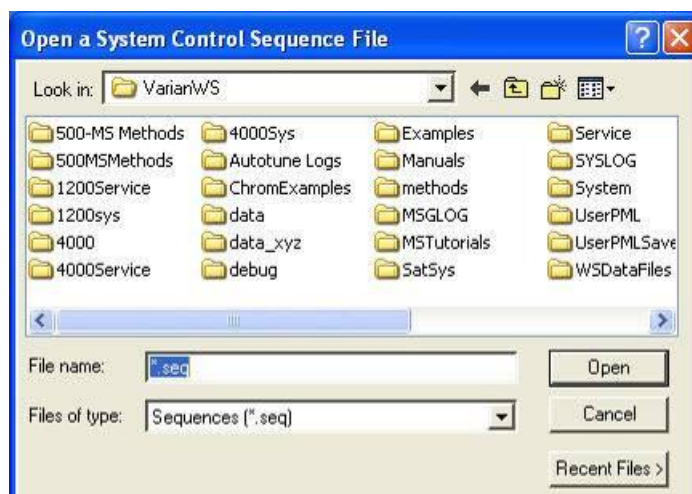 Open a System Control Sequence File
Look in: VarianWS
500-MS Methods 4000Sys Examples Service
500MSMethods Autotune Logs Manuals SYSLOG
1200Service ChromExamples methods System
1200sys data MSGLOG UserPML
4000 data_xyz MSTutorials UserPMLSave
4000Service debug SatSys WSDataFiles
File name: *.seq Open
Files of type: Sequences (*.seq) Cancel
Recent Files >